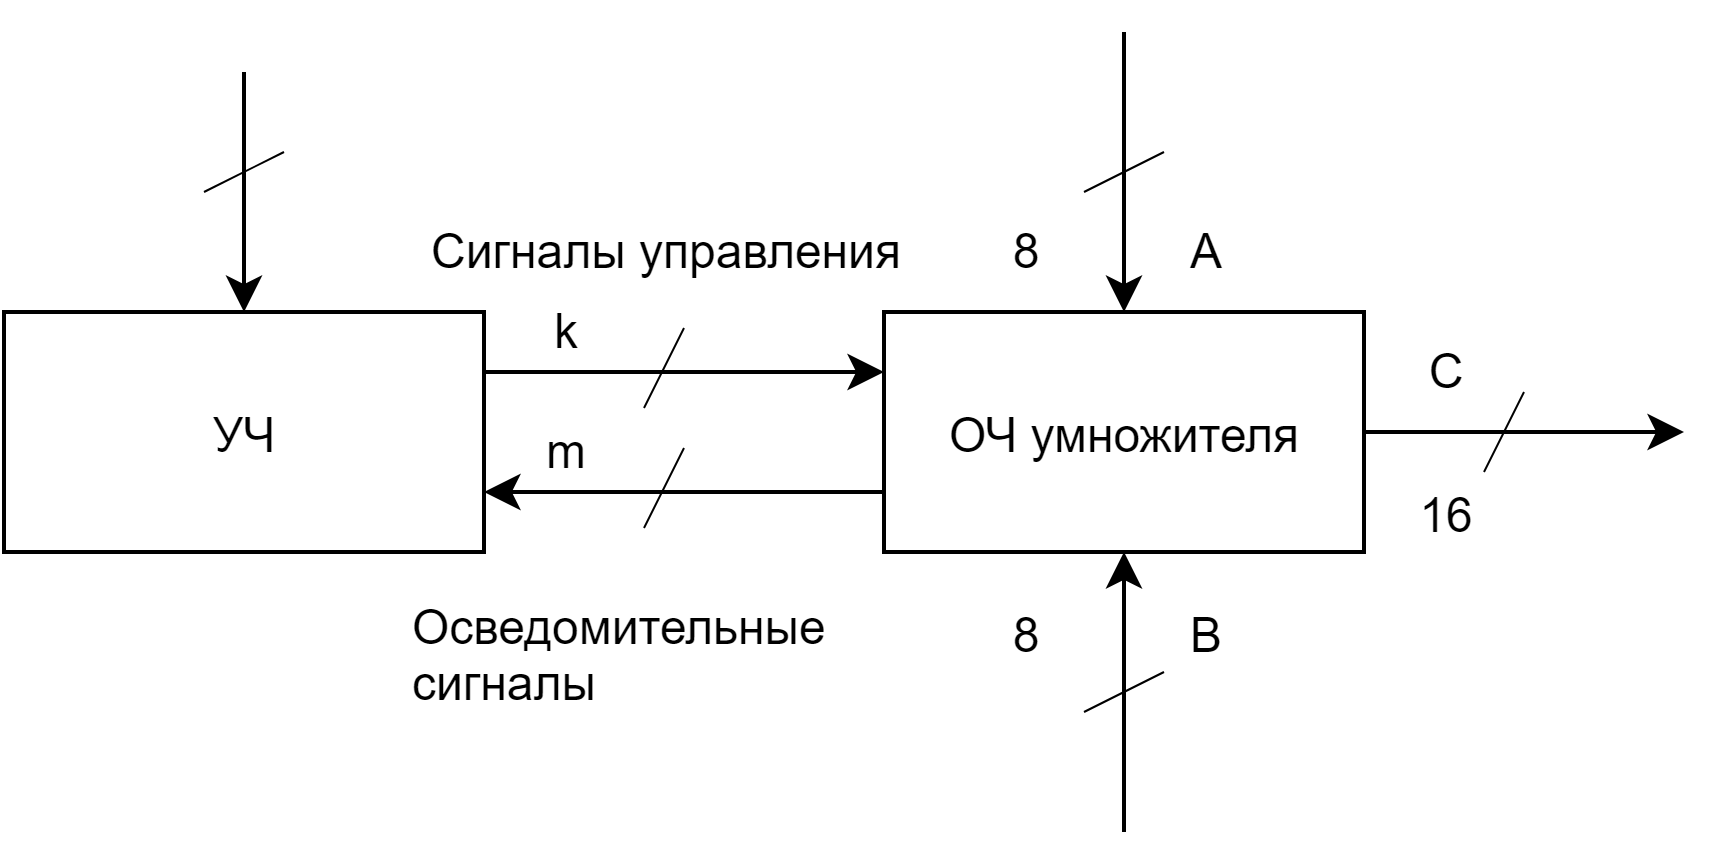 Сигналы управления
8
A
k
C
УЧ
ОЧ умножителя
m
16
Осведомительные
сигналы
8
B